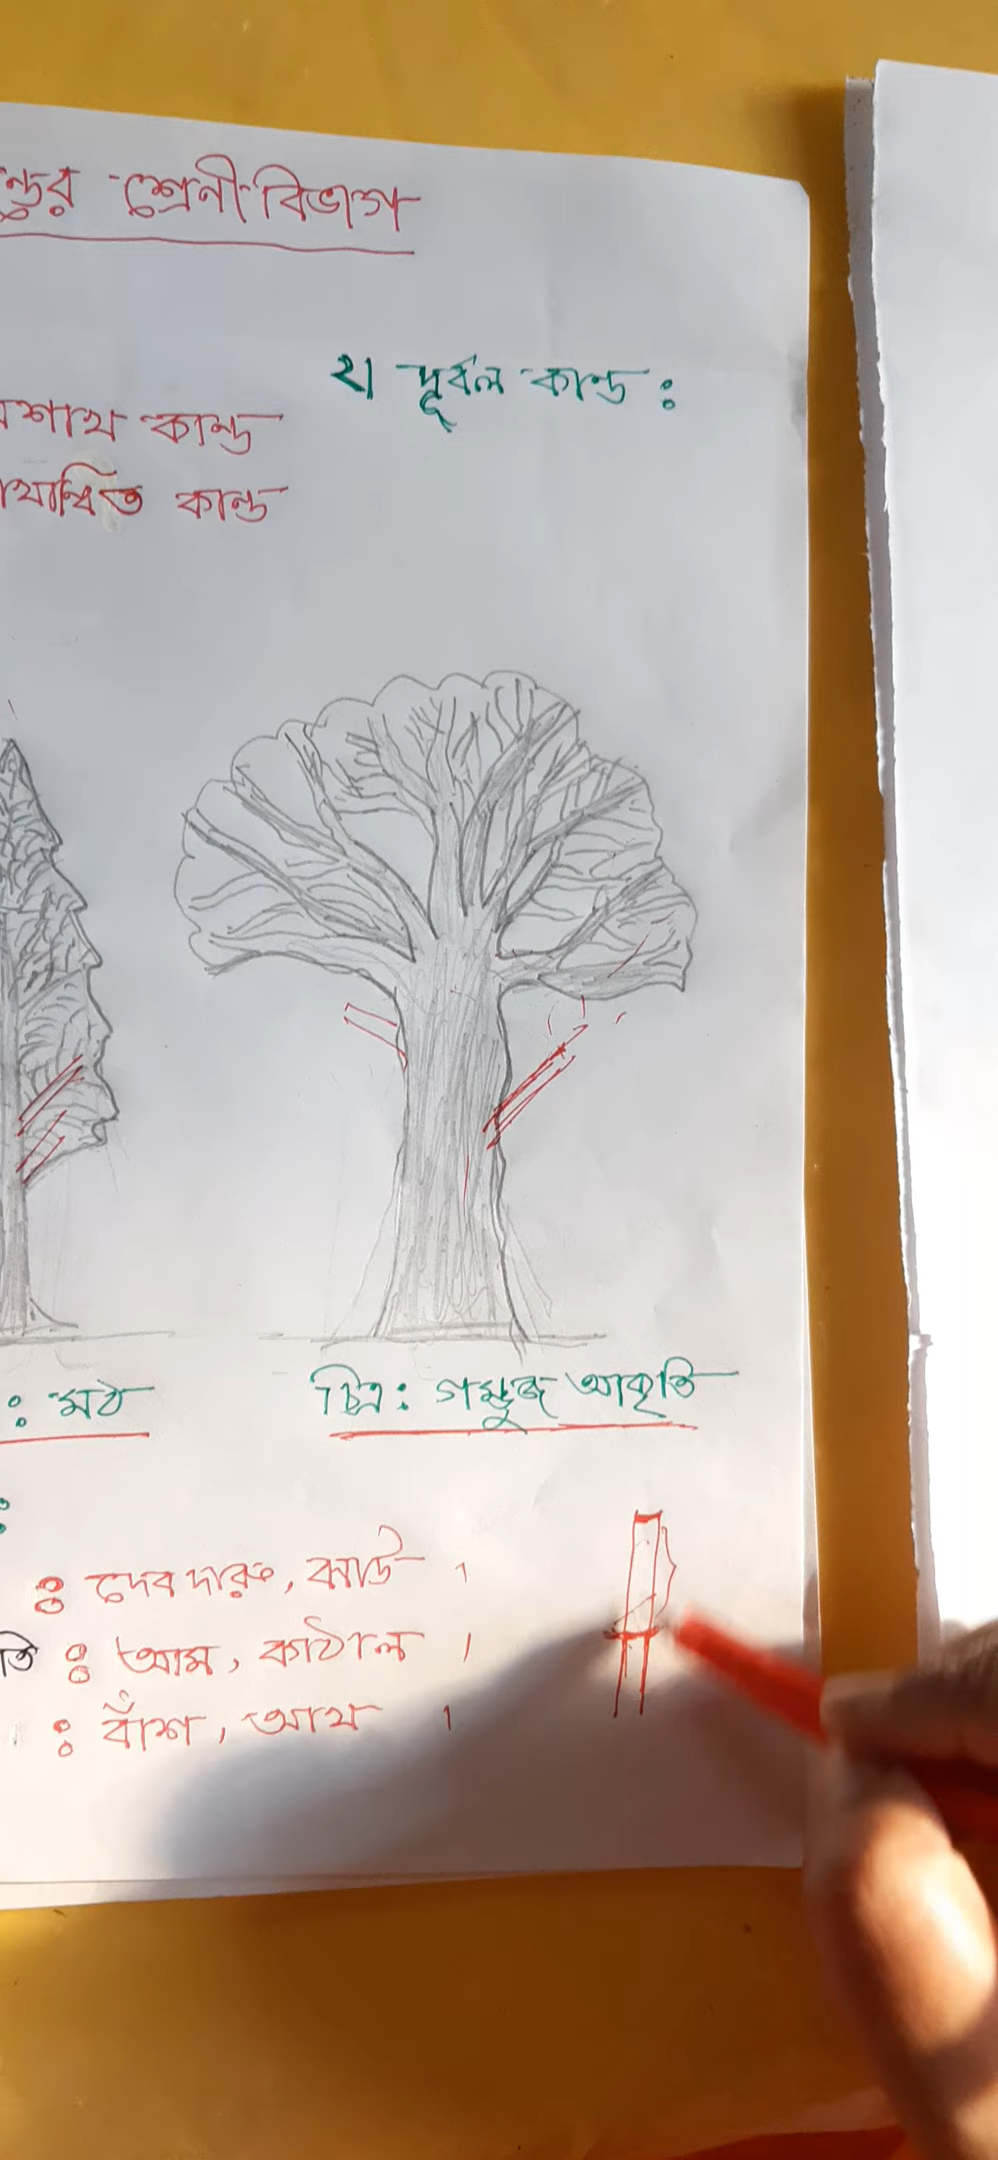 শ্রেনীবিভাগ
২। দূর্বল কান্ড :
কান্ড
কান্ড
: মঠ
চিত্র : গম্বুজ আকৃতি
:
: দেবদারু, ঝাউ ।
তি : আম, কাঠাল ।
: বাঁশ, আখ ।